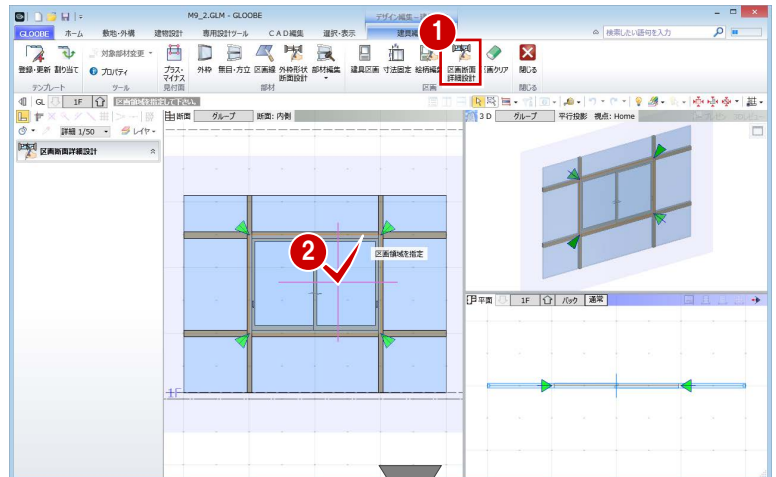 M9_2.GLM - GLOOBE
デザイン編集 - 建
1
GLOOBE ホーム 敷地・外構 建物設計 専用設計ツール CAD編集 選択・表示 建具編
検索したい語句を入力
登録・更新 割り当て 対象部材変更 プロパティ プラス・マイナス 外枠 無目・方立 区画線 外枠形状断面設計 部材編集 建具区画 寸法固定 絵柄編集 区画断面詳細設計 区画クリア 閉じる
テンプレート ツール 見付面 部材 区画 閉じる
GL 1F 区画領域を指定して下さい。
断面 グループ 断面: 内側
3D グループ 平行投影 視点: Home
詳細 1/50 レイヤ
区画断面詳細設計
2
区画領域を指定
平面 1F バック 通常
1F